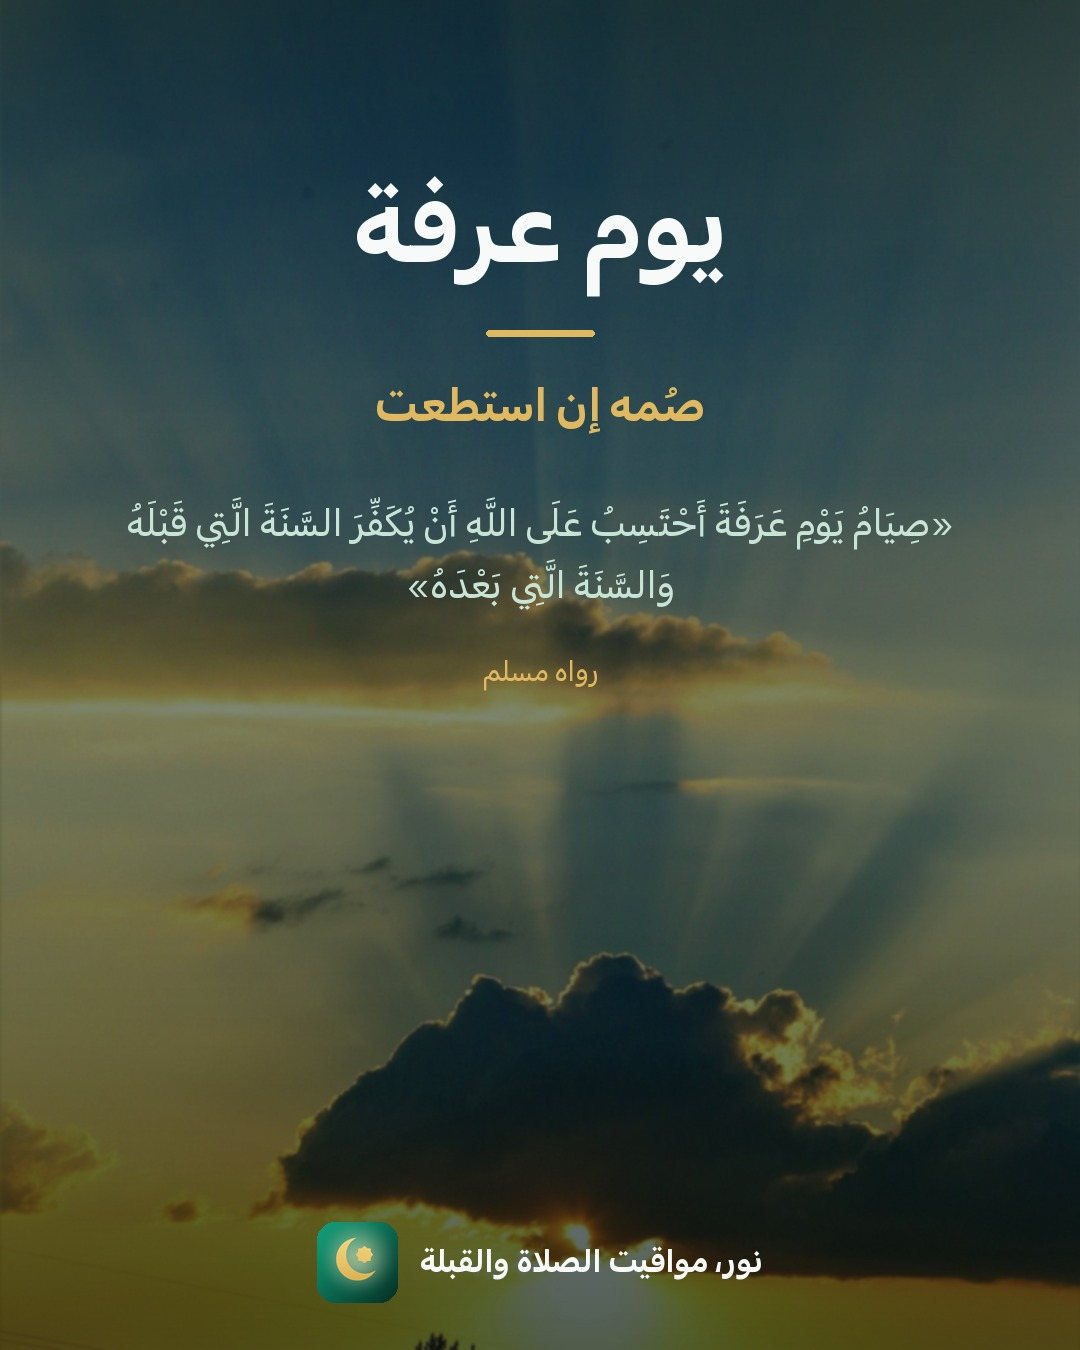 يوم عرفة
صُمه إن استطعت
«صِيَامُ يَوْمِ عَرَفَةَ أَحْتَسِبُ عَلَى اللَّهِ أَنْ يُكَفِّرَ السَّنَةَ الَّتِي قَبْلَهُ
وَالسَّنَةَ الَّتِي بَعْدَهُ»
رواه مسلم
نور، مواقيت الصلاة والقبلة